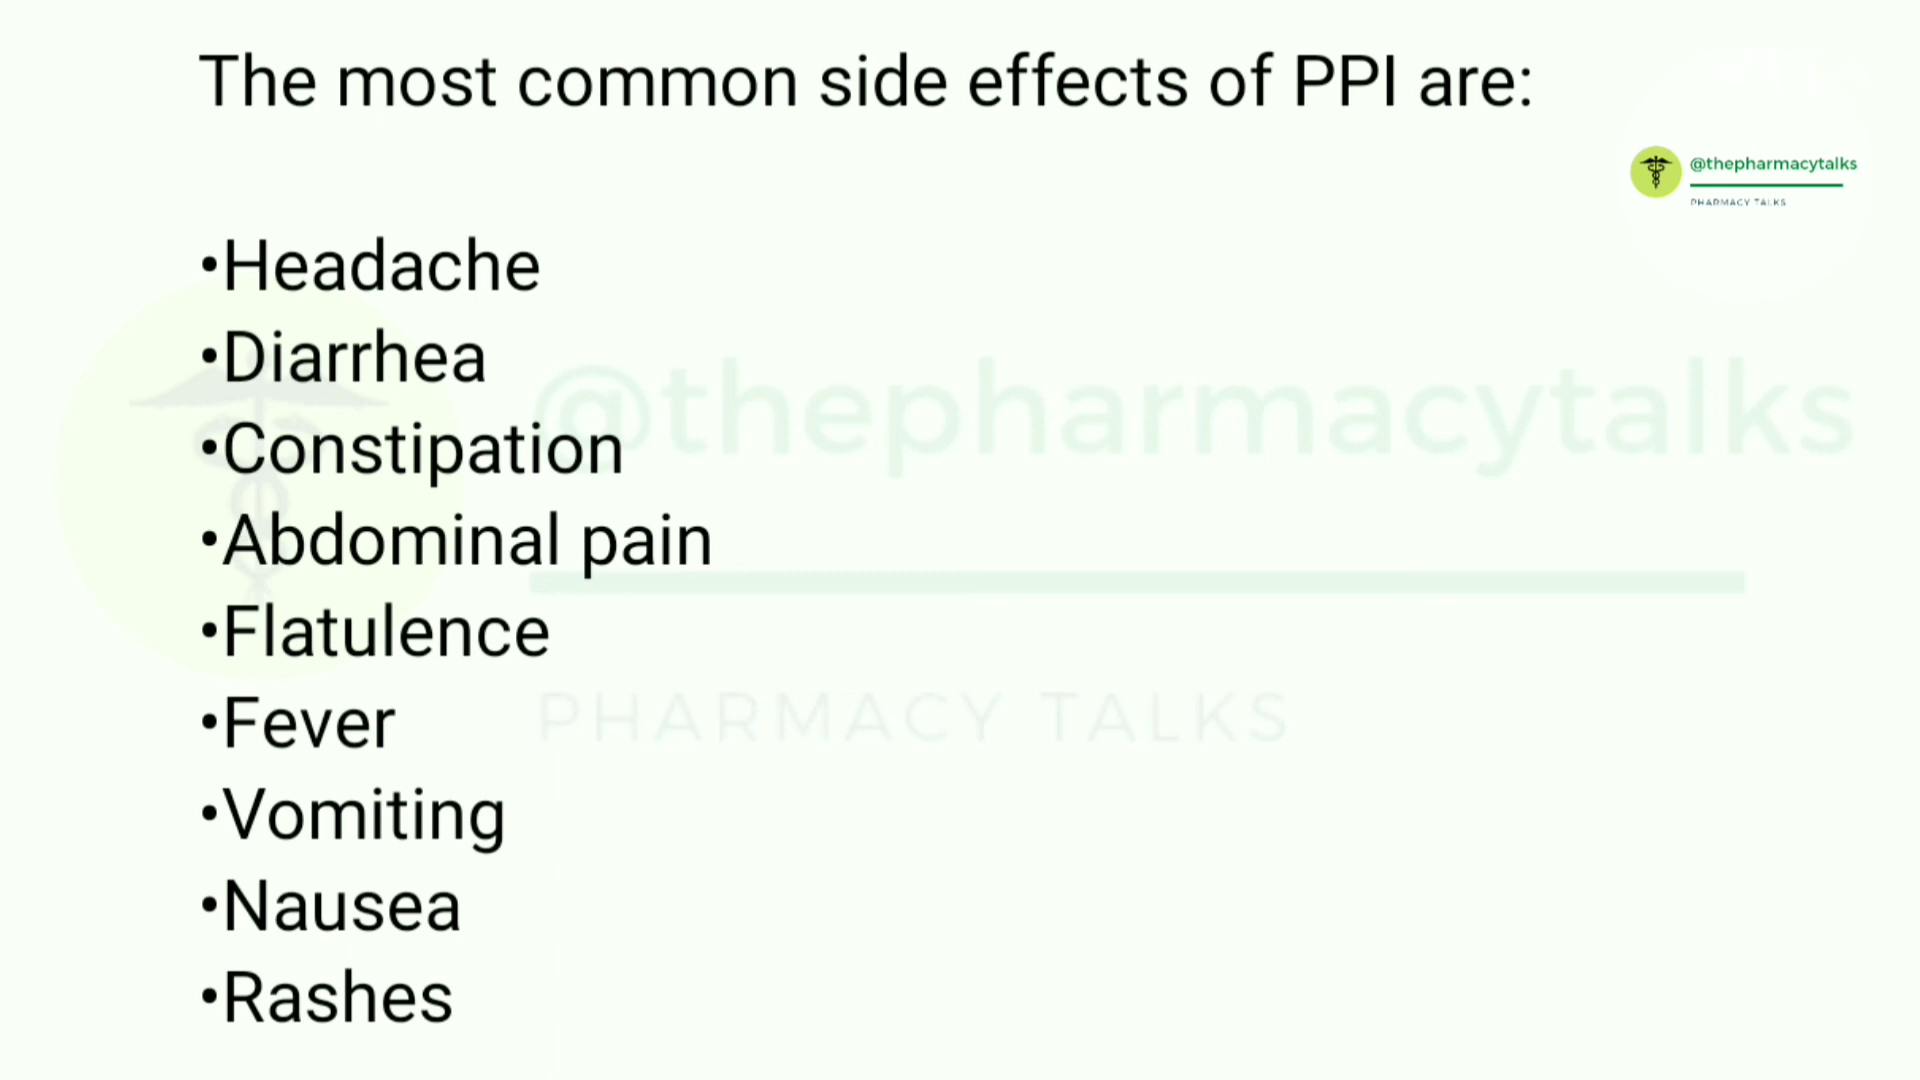 The most common side effects of PPI are:
@thepharmacytalks
PHARMACY TALKS
•Headache
•Diarrhea
•Constipation
•Abdominal pain
•Flatulence
•Fever
•Vomiting
•Nausea
•Rashes
@thepharmacytalks
PHARMACY TALKS